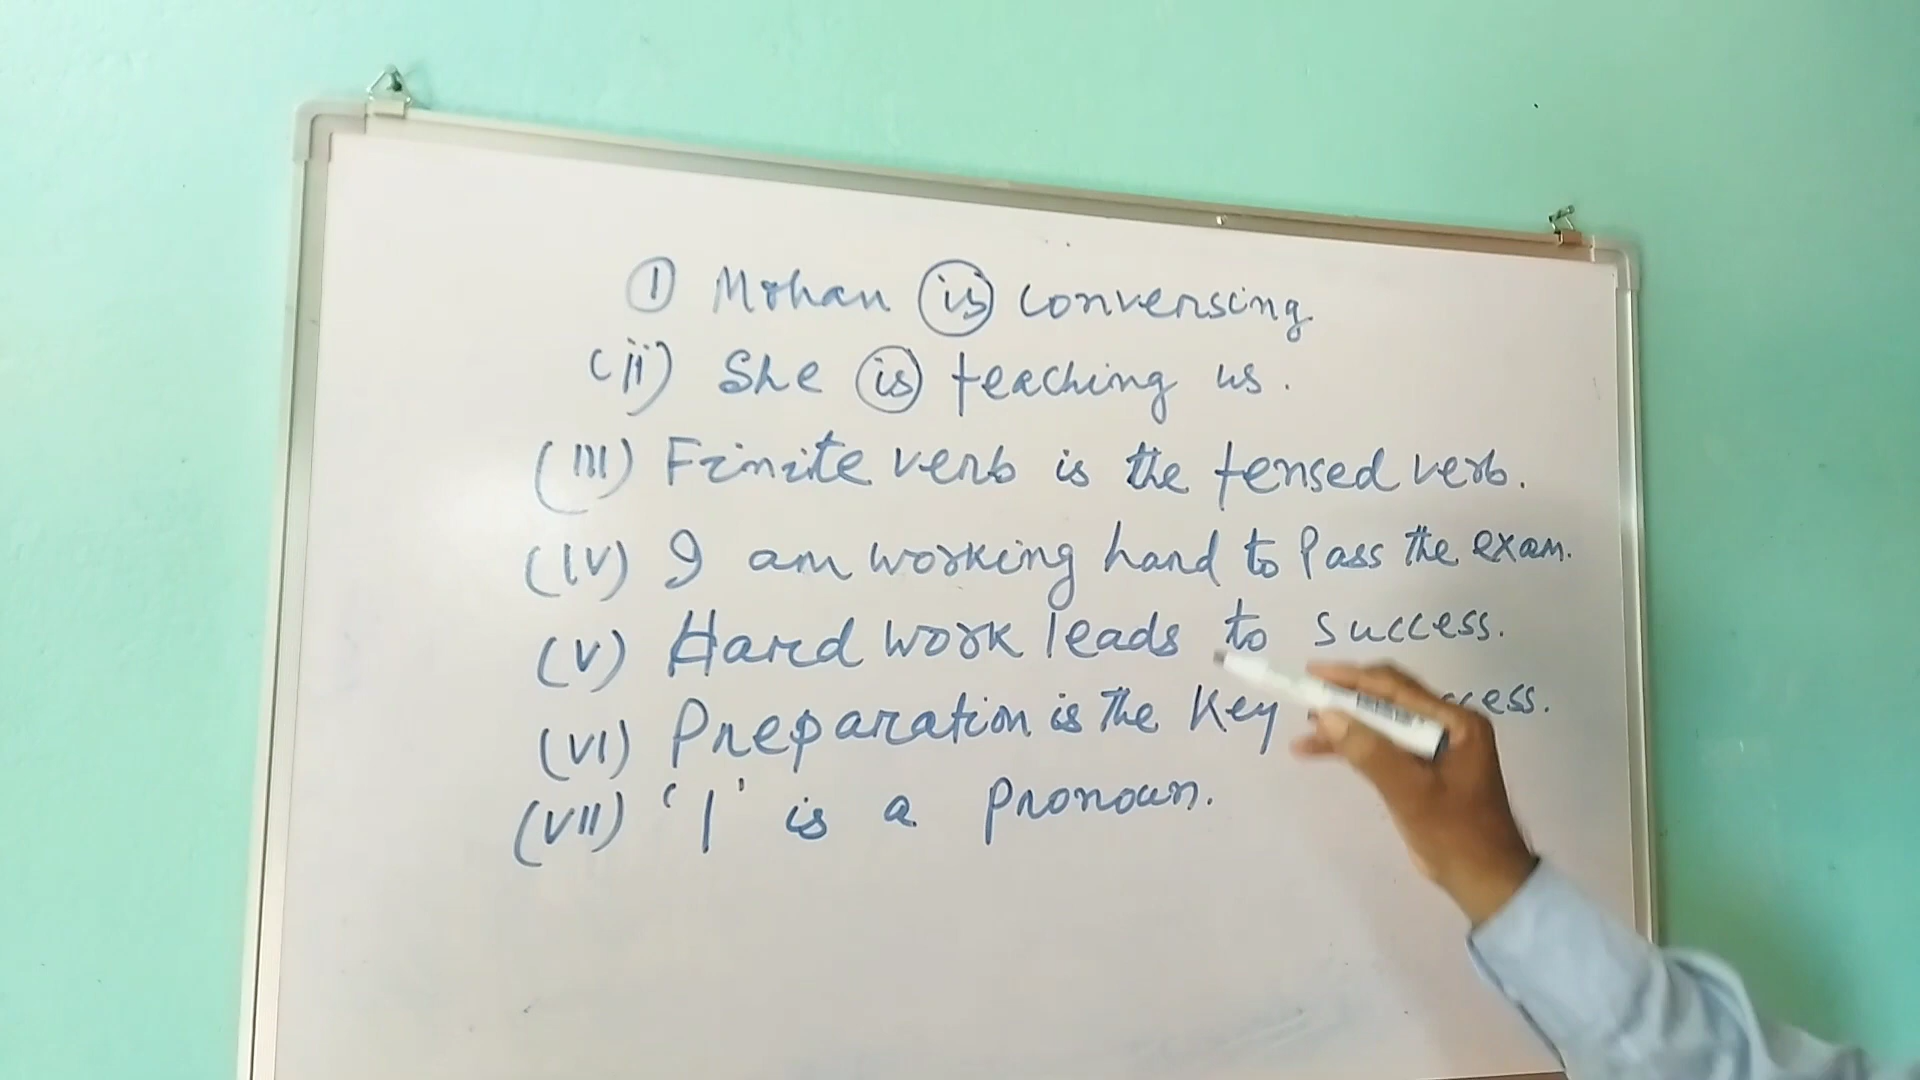 ① Mohan is conversing
(ii) She is teaching us.
(III) Finite verb is the tensed verb.
(IV) I am working hard to Pass the exam.
(V) Hard work leads to success.
(VI) Preparation is the Key
(VII) 'I' is a pronoun.